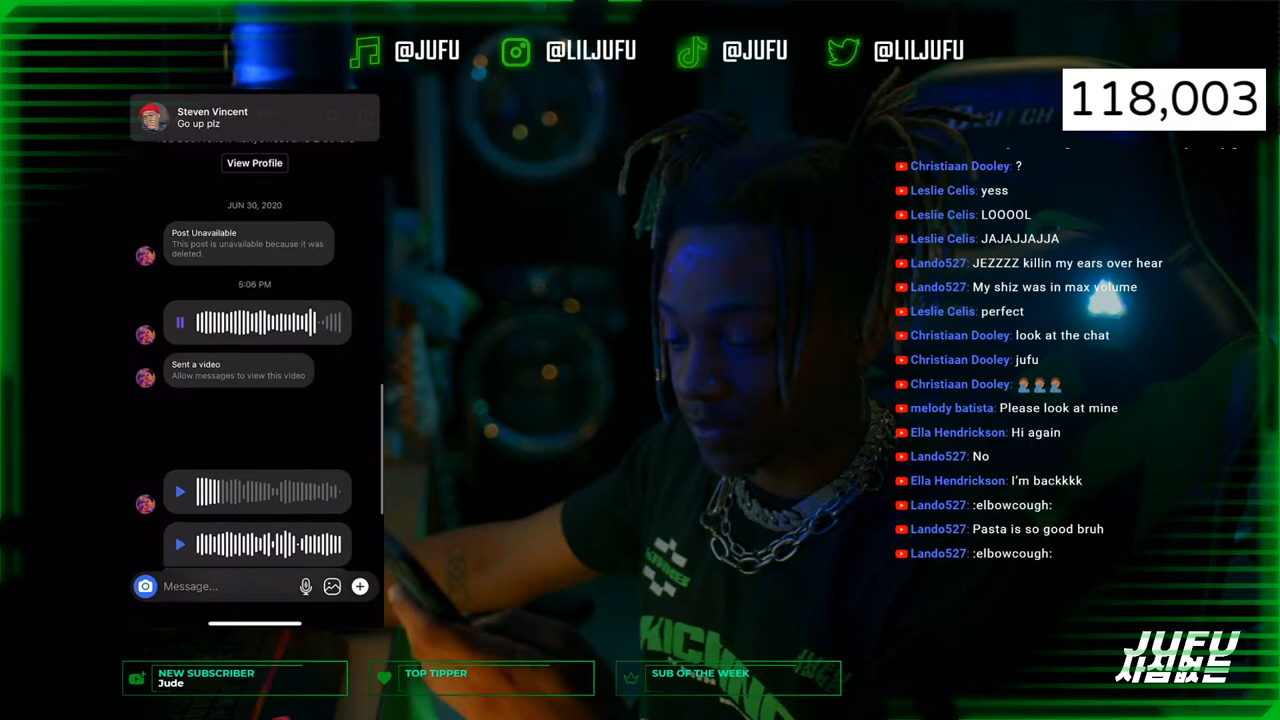 @JUFU
@LILJUFU
@JUFU
@LILJUFU
118,003
Steven Vincent
Go up plz
View Profile
JUN 30, 2020
Post Unavailable
This post is unavailable because it was
deleted.
5:06 PM
Sent a video
Allow messages to view this video
Message...
Christiaan Dooley: ?
Leslie Celis: yess
Leslie Celis: LOOOOL
Leslie Celis: JAJAJJAJJA
Lando527: JEZZZZ killin my ears over hear
Lando527: My shiz was in max volume
Leslie Celis: perfect
Christiaan Dooley: look at the chat
Christiaan Dooley: jufu
Christiaan Dooley: 🤦🏽‍♂️🤦🏽‍♂️🤦🏽‍♂️
melody batista: Please look at mine
Ella Hendrickson: Hi again
Lando527: No
Ella Hendrickson: I'm backkkk
Lando527: :elbowcough:
Lando527: Pasta is so good bruh
Lando527: :elbowcough:
NEW SUBSCRIBER
Jude
TOP TIPPER
SUB OF THE WEEK
JUFU